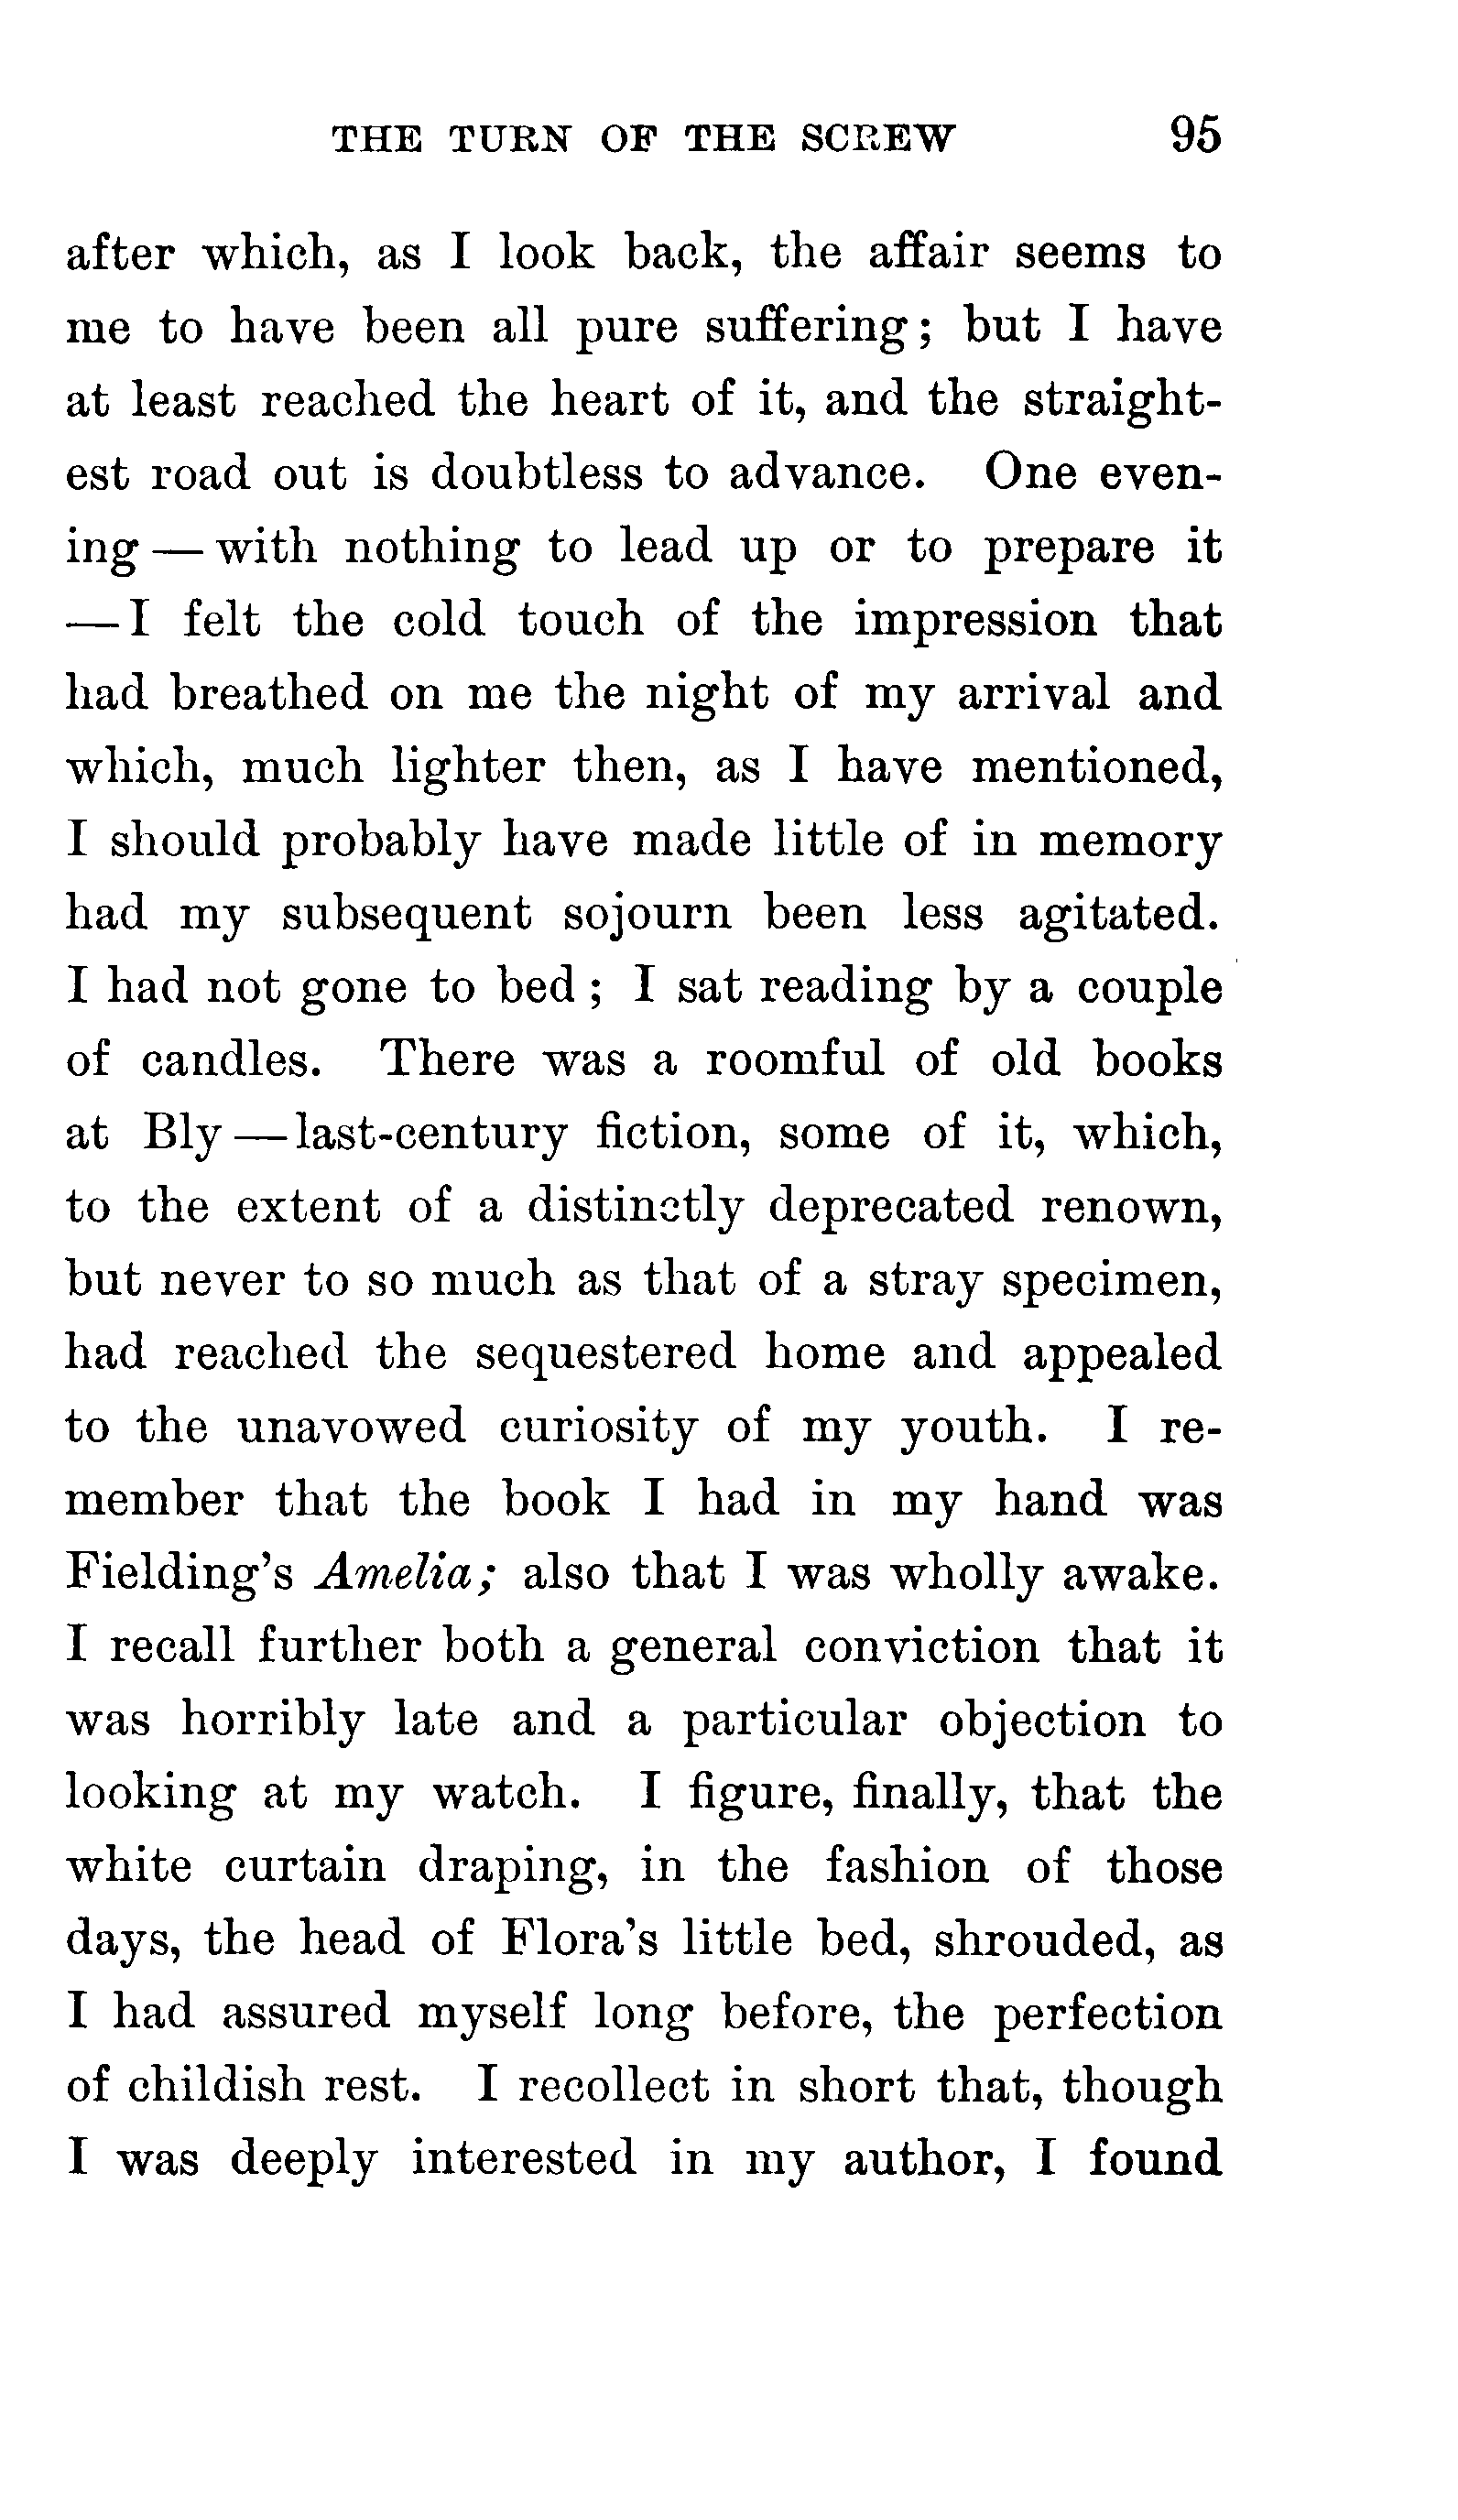 THE TURN OF THE SCREW 95
after which, as I look back, the affair seems to
me to have been all pure suffering; but I have
at least reached the heart of it, and the straight-
est road out is doubtless to advance. One even-
ing — with nothing to lead up or to prepare it
— I felt the cold touch of the impression that
had breathed on me the night of my arrival and
which, much lighter then, as I have mentioned,
I should probably have made little of in memory
had my subsequent sojourn been less agitated.
I had not gone to bed; I sat reading by a couple
of candles. There was a roomful of old books
at Bly — last-century fiction, some of it, which,
to the extent of a distinctly deprecated renown,
but never to so much as that of a stray specimen,
had reached the sequestered home and appealed
to the unavowed curiosity of my youth. I re-
member that the book I had in my hand was
Fielding's Amelia; also that I was wholly awake.
I recall further both a general conviction that it
was horribly late and a particular objection to
looking at my watch. I figure, finally, that the
white curtain draping, in the fashion of those
days, the head of Flora's little bed, shrouded, as
I had assured myself long before, the perfection
of childish rest. I recollect in short that, though
I was deeply interested in my author, I found